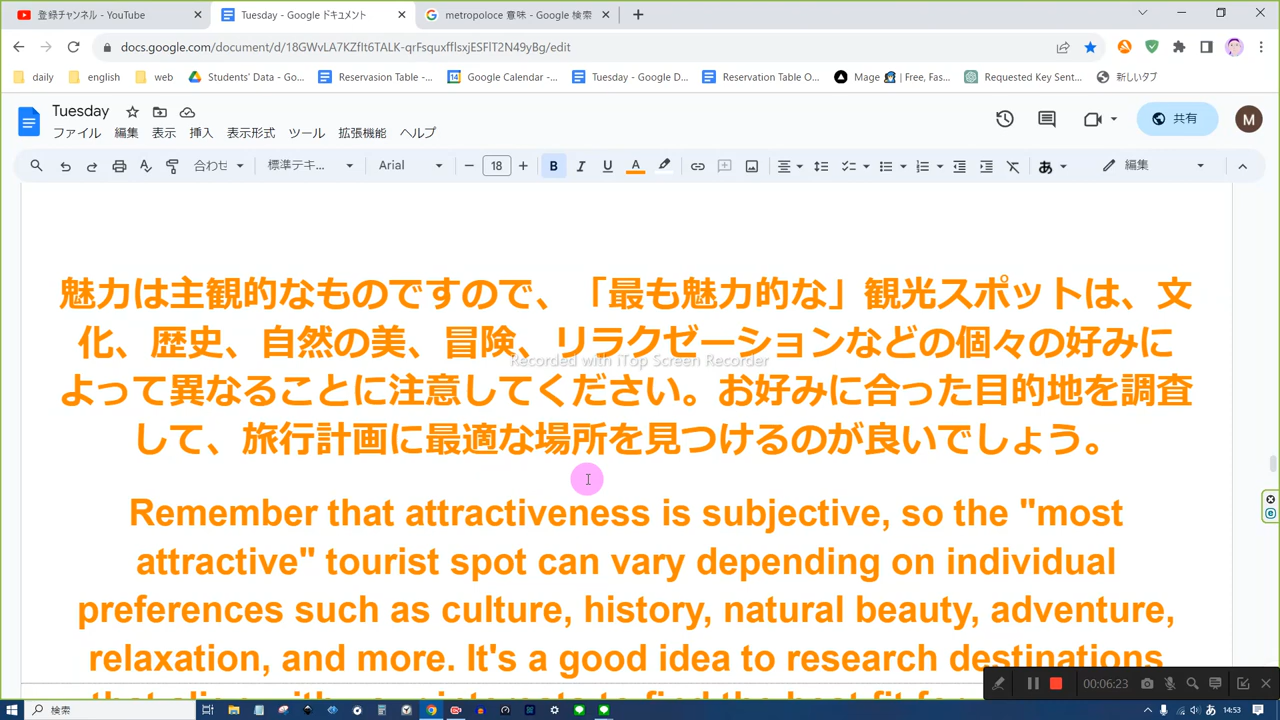 登録チャンネル - YouTube
Tuesday - Google ドキュメント
metropoloce 意味 - Google 検索
docs.google.com/document/d/18GWvLA7KZflt6TALK-qrFsquxfflsxjESFlT2N49yBg/edit
daily
english
web
Students' Data - Go...
Reservasion Table -...
Google Calendar -...
Tuesday - Google D...
Reservation Table O...
Mage | Free, Fas...
Requested Key Sent...
新しいタブ
Tuesday
ファイル 編集 表示 挿入 表示形式 ツール 拡張機能 ヘルプ
共有
M
合わせ
標準テキ...
Arial
18
B I U A
あ
編集
魅力は主観的なものですので、「最も魅力的な」観光スポットは、文
化、歴史、自然の美、冒険、リラクゼーションなどの個々の好みに
よって異なることに注意してください。お好みに合った目的地を調査
して、旅行計画に最適な場所を見つけるのが良いでしょう。
Recorded with iTop Screen Recorder
Remember that attractiveness is subjective, so the "most
attractive" tourist spot can vary depending on individual
preferences such as culture, history, natural beauty, adventure,
relaxation, and more. It's a good idea to research destinations
00:06:23
検索
あ
14:53